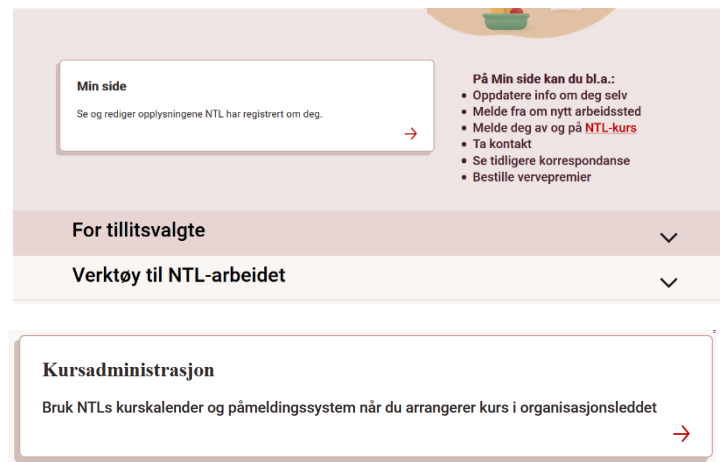 Min side
Se og rediger opplysningene NTL har registrert om deg.
På Min side kan du bl.a.:
• Oppdatere info om deg selv
• Melde fra om nytt arbeidssted
• Melde deg av og på NTL-kurs
• Ta kontakt
• Se tidligere korrespondanse
• Bestille vervepremier
For tillitsvalgte
Verktøy til NTL-arbeidet
Kursadministrasjon
Bruk NTLs kurskalender og påmeldingssystem når du arrangerer kurs i organisasjonsleddet